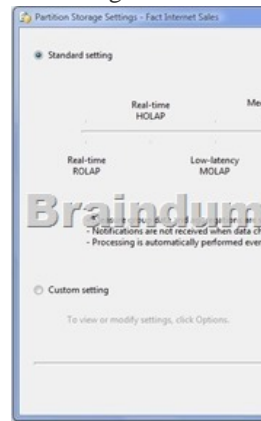 Partition Storage Settings - Fact Internet Sales
Standard setting
Real-time
HOLAP
Real-time
ROLAP
Low-latency
MOLAP
Braindum
- Notifications are not received when data ch
- Processing is automatically performed ever
Custom setting
To view or modify settings, click Options.